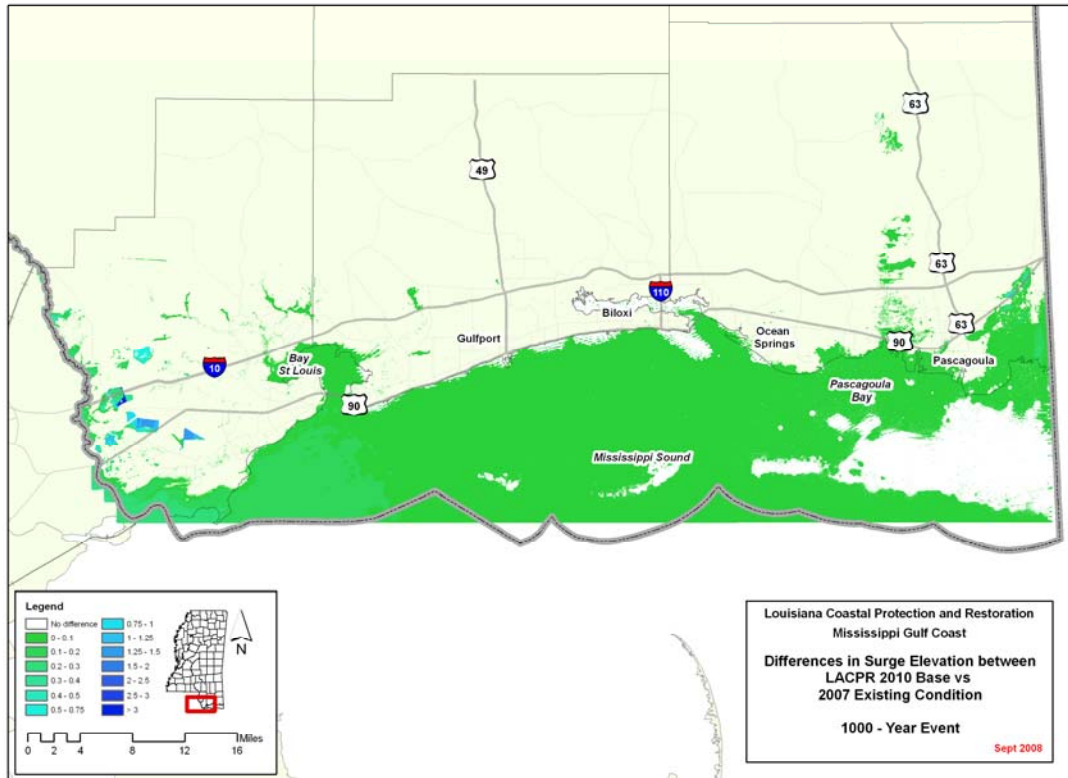 63
49
63
110
Biloxi
Gulfport
Ocean
Springs
63
90
Bay
St Louis
10
Pascagoula
90
Pascagoula
Bay
Mississippi Sound
Legend
No difference
0 - 0.1
0.1 - 0.2
0.2 - 0.3
0.3 - 0.4
0.4 - 0.5
0.5 - 0.75
0.75 - 1
1 - 1.25
1.25 - 1.5
1.5 - 2
2 - 2.5
2.5 - 3
> 3
N
Miles
0 2 4 8 12 16
Louisiana Coastal Protection and Restoration
Mississippi Gulf Coast
Differences in Surge Elevation between
LACPR 2010 Base vs
2007 Existing Condition
1000 - Year Event
Sept 2008